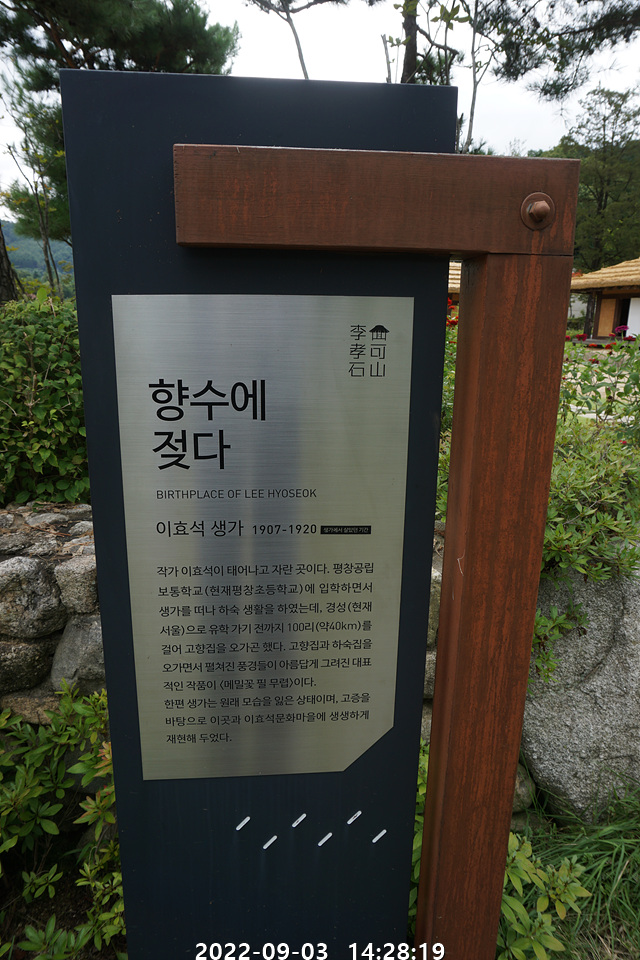 李孝石
可山
향수에
젖다
BIRTHPLACE OF LEE HYOSEOK
이효석 생가 1907-1920 생가에서 살았던 기간
작가 이효석이 태어나고 자란 곳이다. 평창공립
보통학교(현재평창초등학교)에 입학하면서
생가를 떠나 하숙 생활을 하였는데, 경성(현재
서울)으로 유학 가기 전까지 100리(약40km)를
걸어 고향집을 오가곤 했다. 고향집과 하숙집을
오가면서 펼쳐진 풍경들이 아름답게 그려진 대표
적인 작품이 <메밀꽃 필 무렵>이다.
한편 생가는 원래 모습을 잃은 상태이며, 고증을
바탕으로 이곳과 이효석문화마을에 생생하게
재현해 두었다.
2022-09-03 14:28:19